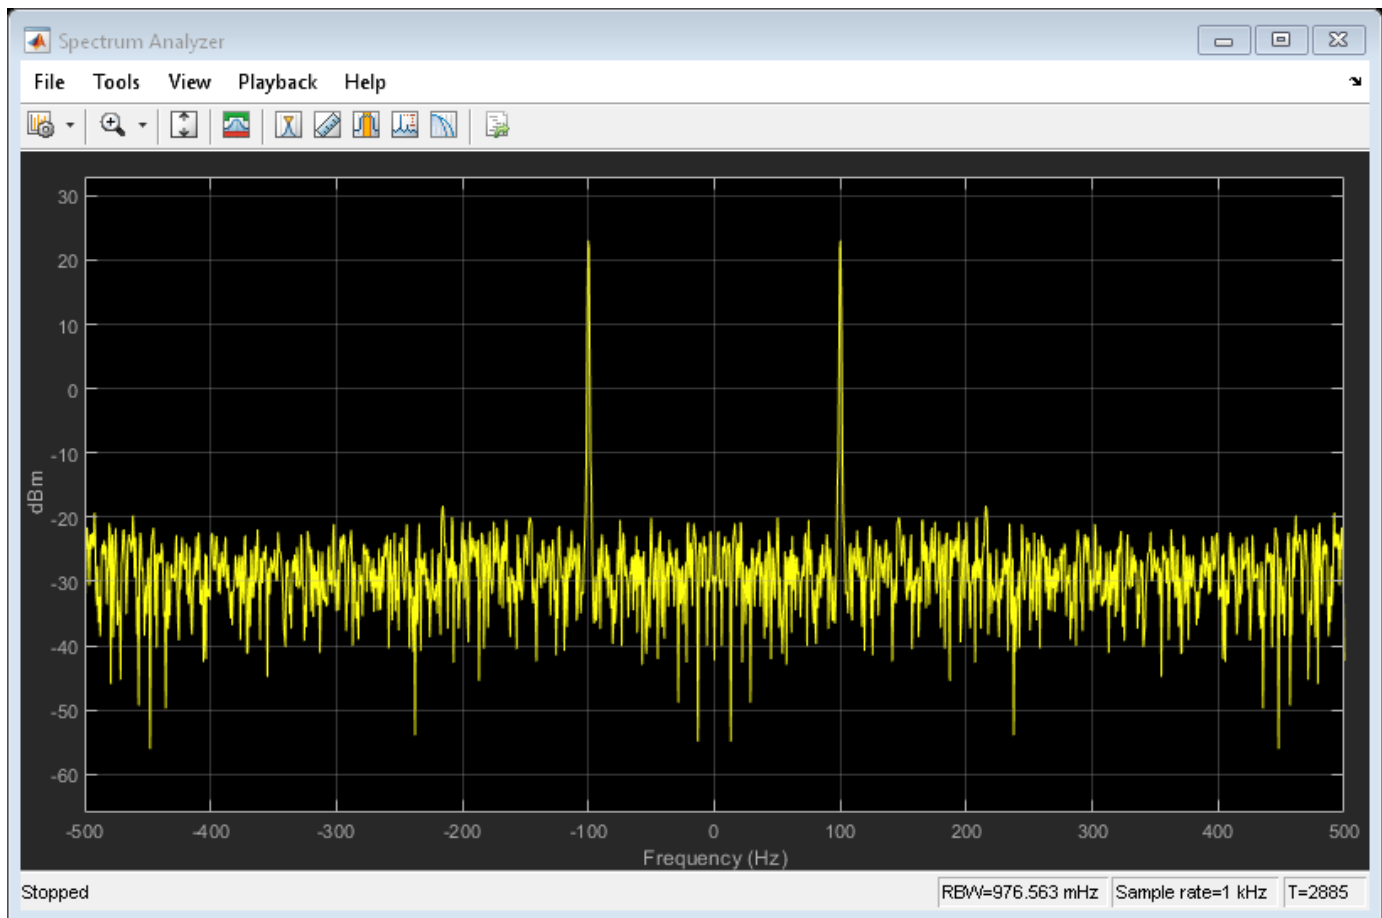 Spectrum Analyzer
File Tools View Playback Help
30
20
10
0
-10
-20
-30
-40
-50
-60
dBm
-500 -400 -300 -200 -100 0 100 200 300 400 500
Frequency (Hz)
Stopped RBW=976.563 mHz Sample rate=1 kHz T=2885